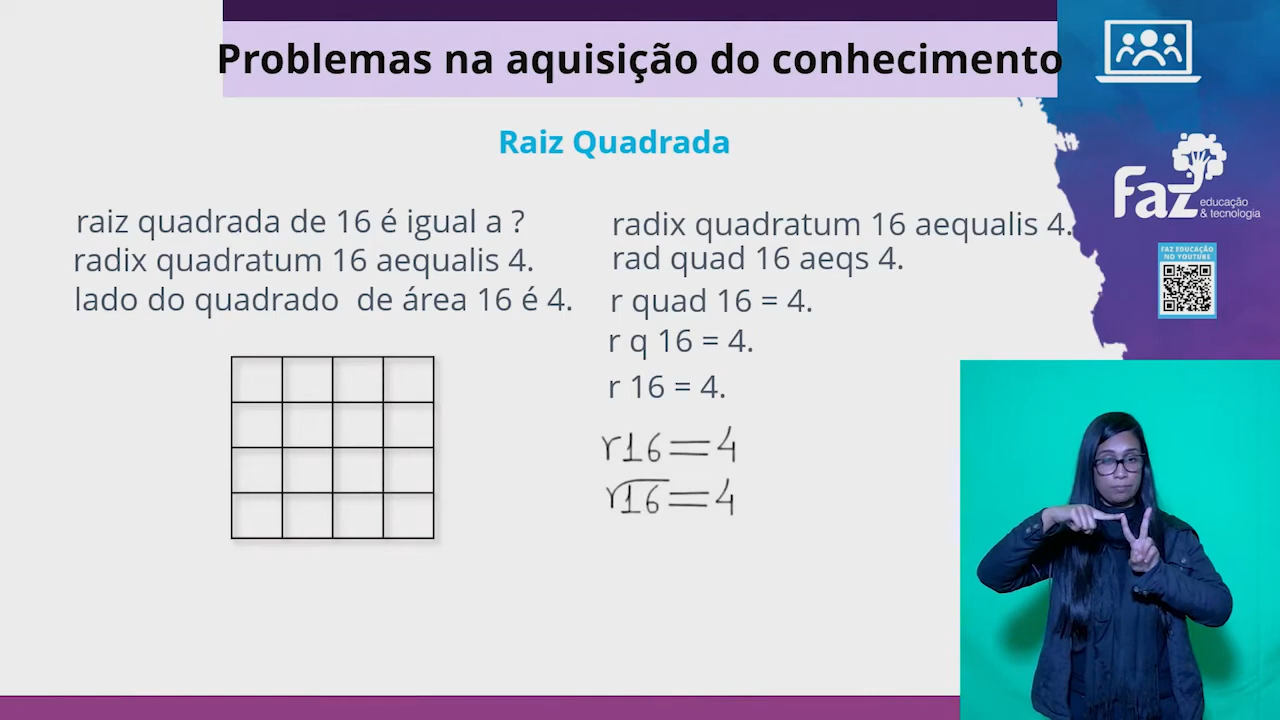 Problemas na aquisição do conhecimento
Raiz Quadrada
raiz quadrada de 16 é igual a ?
radix quadratum 16 aequalis 4.
lado do quadrado de área 16 é 4.
radix quadratum 16 aequalis 4.
rad quad 16 aeqs 4.
r quad 16 = 4.
r q 16 = 4.
r 16 = 4.
r16=4
r̅1̅6̅=4
Faz educação
& tecnologia
FAZ EDUCAÇÃO
NO YOUTUBE